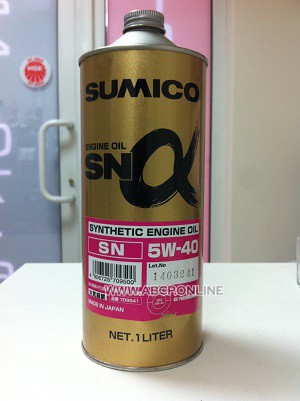 SUMICO
ENGINE OIL
SNα
SYNTHETIC ENGINE OIL
SN 5W-40
Lot.No
1403241
WWW.ABCPONLINE
MADE IN JAPAN
NET.1 LITER